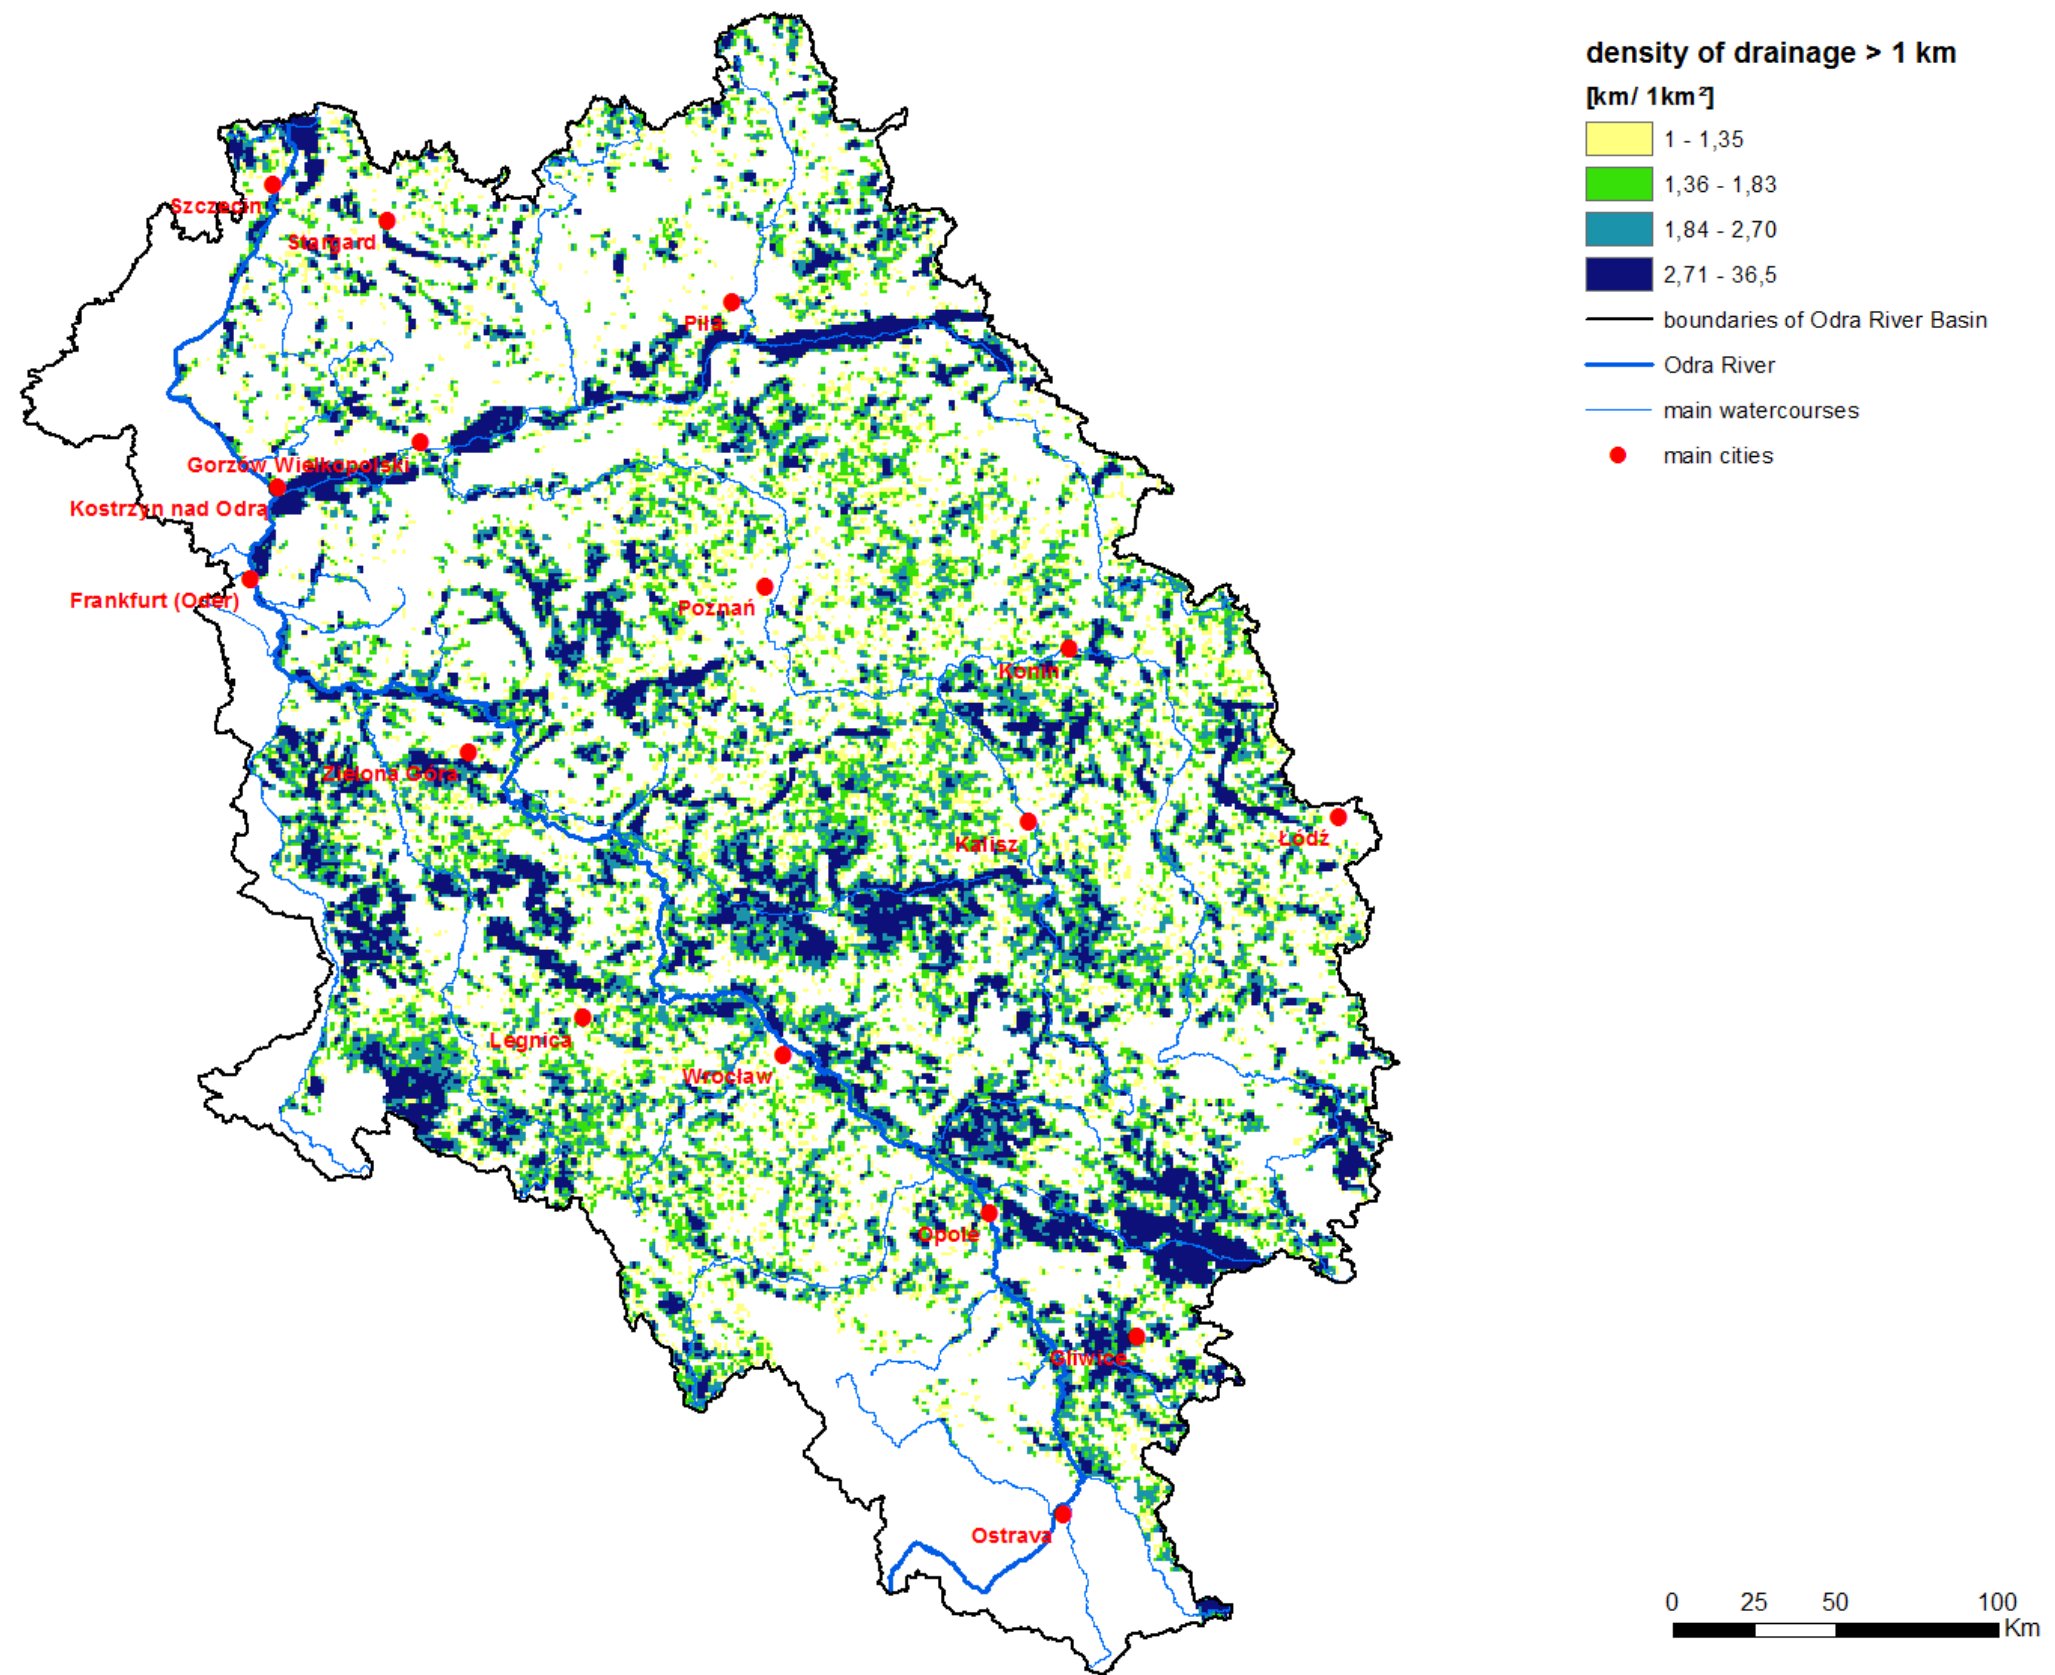 density of drainage > 1 km
[km/ 1km²]
1 - 1,35
1,36 - 1,83
1,84 - 2,70
2,71 - 36,5
boundaries of Odra River Basin
Odra River
main watercourses
main cities
Szczecin
Stargard
Piła
Gorzów Wielkopolski
Kostrzyn nad Odrą
Frankfurt (Oder)
Poznań
Konin
Zielona Góra
Kalisz
Łódź
Legnica
Wrocław
Opole
Gliwice
Ostrava
0 25 50 100
Km